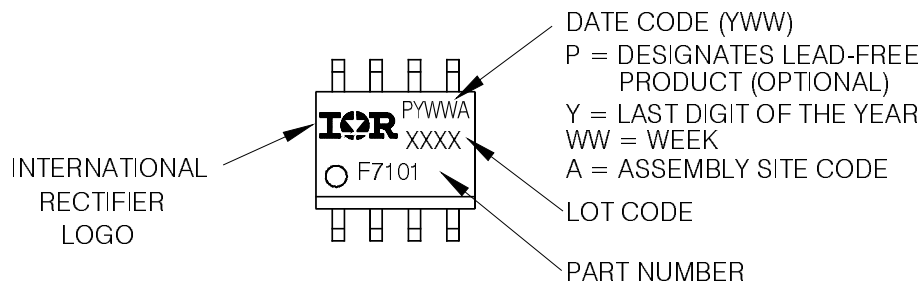 DATE CODE (YWW)
P = DESIGNATES LEAD-FREE
PRODUCT (OPTIONAL)
Y = LAST DIGIT OF THE YEAR
WW = WEEK
A = ASSEMBLY SITE CODE
LOT CODE
PART NUMBER
INTERNATIONAL
RECTIFIER
LOGO
IOR
PYWWA
XXXX
F7101